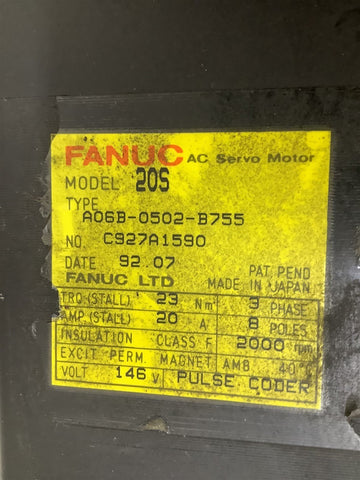 FANUC AC Servo Motor
MODEL 20S
TYPE
A06B-0502-B755
NO. C927A1590
DATE 92.07
PAT. PEND
FANUC LTD MADE IN JAPAN
TRQ (STALL) 23 Nm 3 PHASE
AMP (STALL) 20 A 8 POLES
INSULATION CLASS F 2000 rpm
EXCIT PERM. MAGNET AMB 40°C
VOLT 146 V PULSE CODER